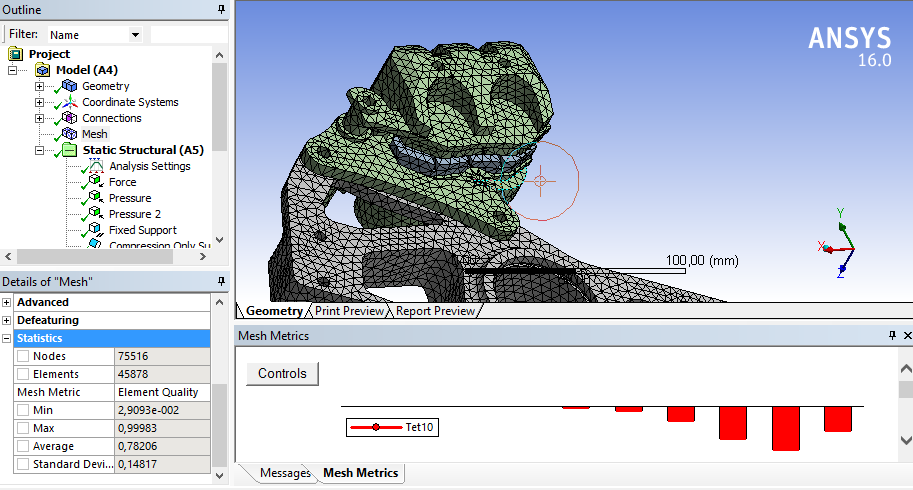 Outline
Filter: Name
Project
Model (A4)
Geometry
Coordinate Systems
Connections
Mesh
Static Structural (A5)
Analysis Settings
Force
Pressure
Pressure 2
Fixed Support
Compression Only Su
Details of "Mesh"
Advanced
Defeaturing
Statistics
Nodes 75516
Elements 45878
Mesh Metric Element Quality
Min 2,9093e-002
Max 0,99983
Average 0,78206
Standard Devi... 0,14817
ANSYS
16.0
100,00 (mm)
Y
X
Z
Geometry Print Preview Report Preview
Mesh Metrics
Controls
Tet10
Messages Mesh Metrics